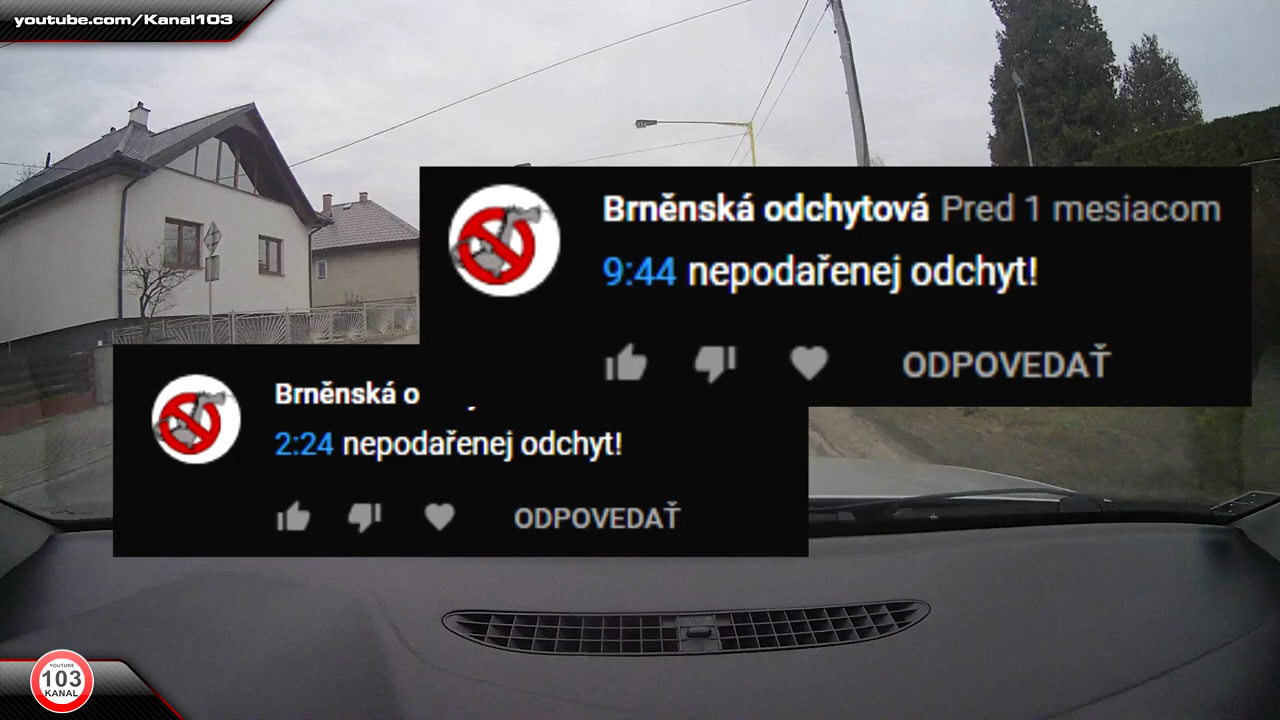 youtube.com/Kanal103
Brněnská odchytová Pred 1 mesiacom
9:44 nepodařenej odchyt!
ODPOVEDAŤ
Brněnská o
2:24 nepodařenej odchyt!
ODPOVEDAŤ
YOUTUBE
103
KANAL